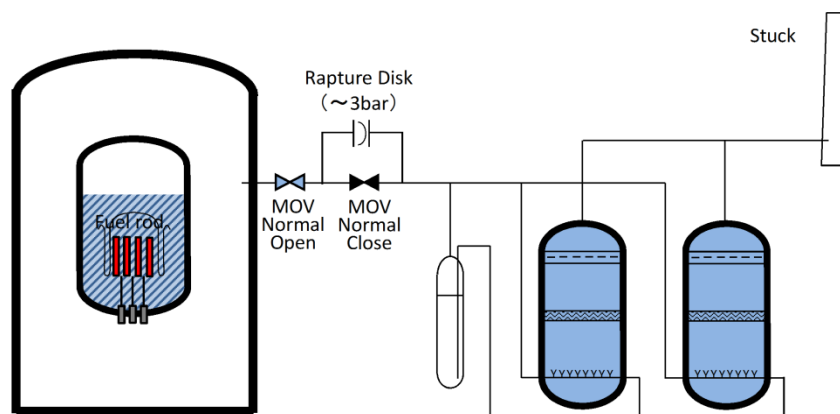 Stuck
Rapture Disk
（～3bar）
Fuel rod
MOV
Normal
Open
MOV
Normal
Close